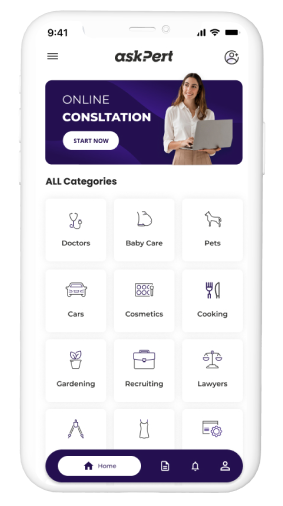 9:41
askPert
ONLINE
CONSLTATION
START NOW
ALL Categories
Doctors
Baby Care
Pets
Cars
Cosmetics
Cooking
Gardening
Recruiting
Lawyers
Home